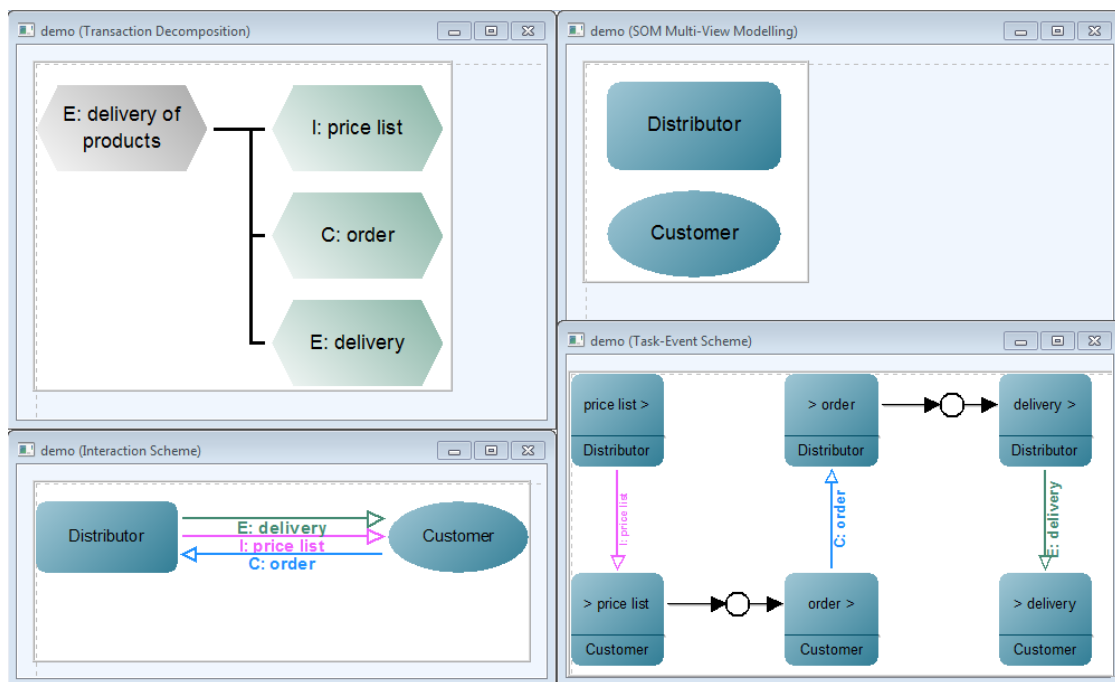 demo (Transaction Decomposition)
E: delivery of
products
I: price list
C: order
E: delivery
demo (SOM Multi-View Modelling)
Distributor
Customer
demo (Interaction Scheme)
Distributor
E: delivery
I: price list
C: order
Customer
demo (Task-Event Scheme)
price list >
Distributor
> order
Distributor
delivery >
Distributor
I: price list
C: order
E: delivery
> price list
Customer
order >
Customer
> delivery
Customer